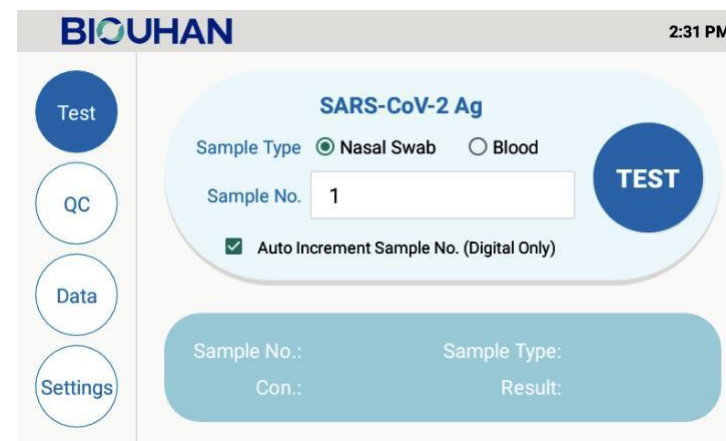 BIOUHAN
2:31 PM
Test
QC
Data
Settings
SARS-CoV-2 Ag
Sample Type Nasal Swab Blood
Sample No. 1
TEST
Auto Increment Sample No. (Digital Only)
Sample No.: Sample Type:
Con.: Result: